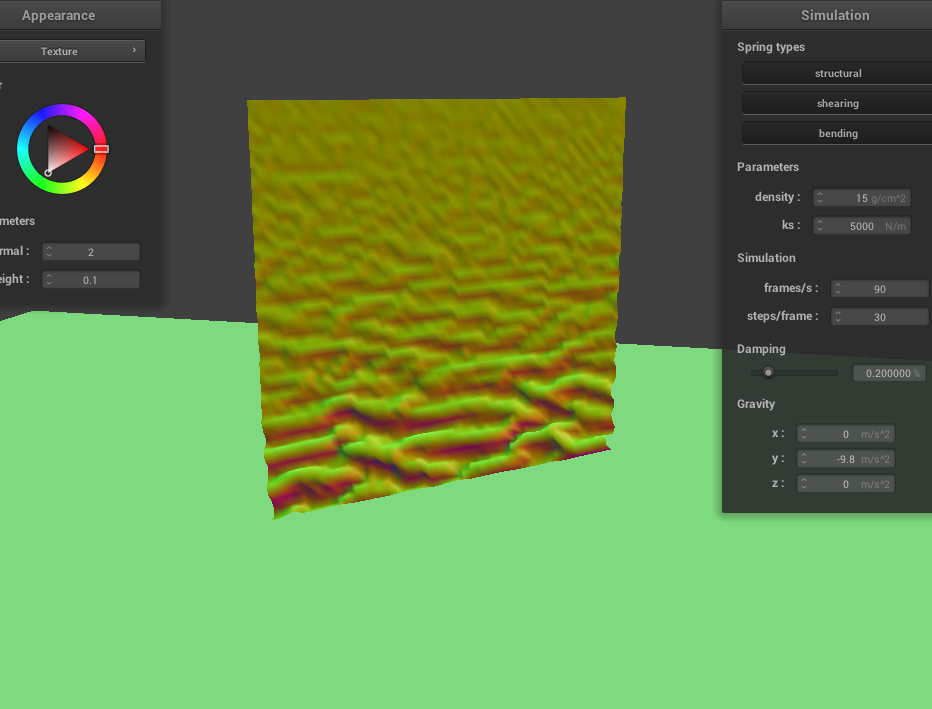 Appearance
Texture
r
meters
rmal :
2
eight :
0.1
Simulation
Spring types
structural
shearing
bending
Parameters
density :
15 g/cm^2
ks :
5000 N/m
Simulation
frames/s :
90
steps/frame :
30
Damping
0.200000 %
Gravity
x :
0 m/s^2
y :
-9.8 m/s^2
z :
0 m/s^2